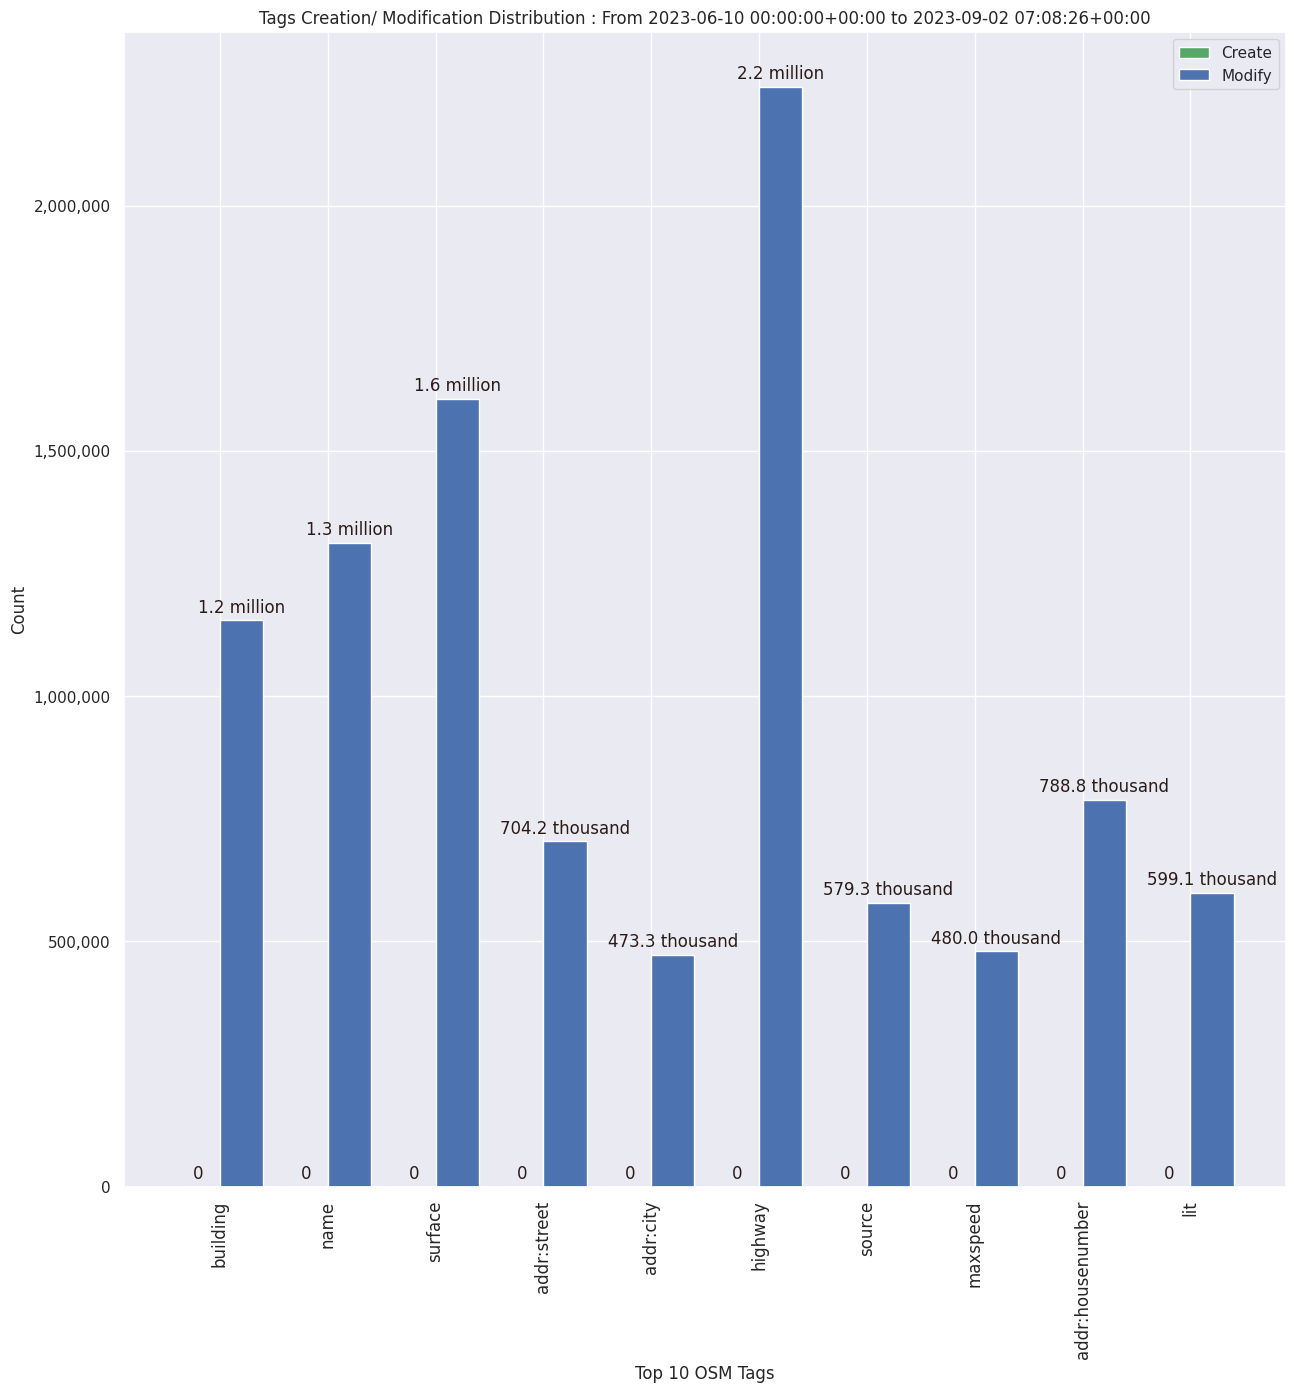 Tags Creation/ Modification Distribution : From 2023-06-10 00:00:00+00:00 to 2023-09-02 07:08:26+00:00
Create
Modify
2.2 million
2,000,000
1.6 million
1,500,000
1.3 million
1.2 million
Count
1,000,000
788.8 thousand
704.2 thousand
599.1 thousand
579.3 thousand
500,000
480.0 thousand
473.3 thousand
0
0 0 0 0 0 0 0 0 0 0
building
name
surface
addr:street
addr:city
highway
source
maxspeed
addr:housenumber
lit
Top 10 OSM Tags